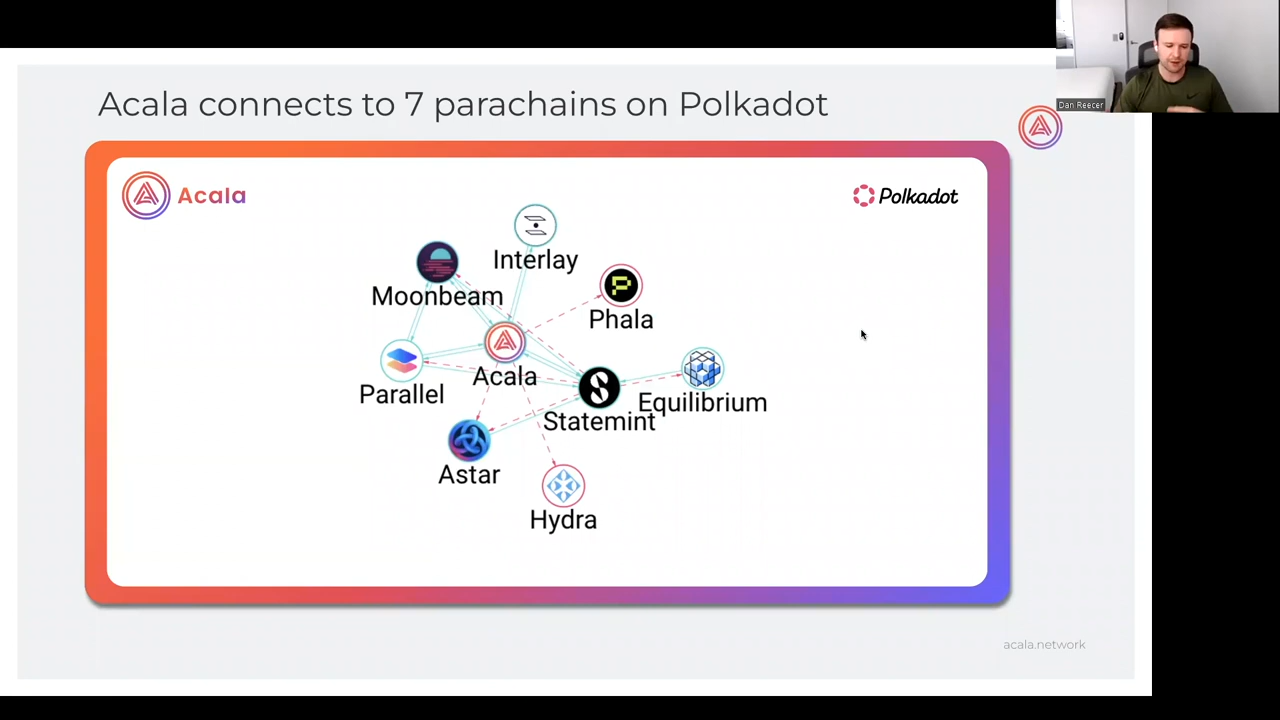 Dan Reecer
Acala connects to 7 parachains on Polkadot
Acala
Polkadot
Interlay
Moonbeam
Phala
Acala
Parallel
Equilibrium
Statemint
Astar
Hydra
acala.network